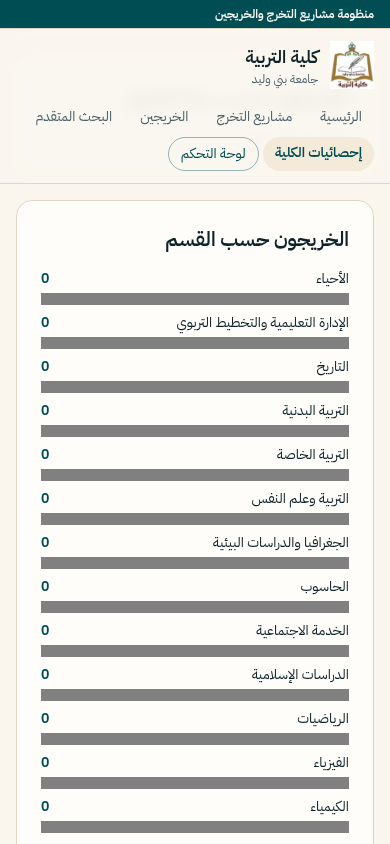 منظومة مشاريع التخرج والخريجين
كلية التربية
جامعة بني وليد
الرئيسية مشاريع التخرج الخريجين البحث المتقدم
إحصائيات الكلية لوحة التحكم
الخريجون حسب القسم
الأحياء 0
الإدارة التعليمية والتخطيط التربوي 0
التاريخ 0
التربية البدنية 0
التربية الخاصة 0
التربية وعلم النفس 0
الجغرافيا والدراسات البيئية 0
الحاسوب 0
الخدمة الاجتماعية 0
الدراسات الإسلامية 0
الرياضيات 0
الفيزياء 0
الكيمياء 0